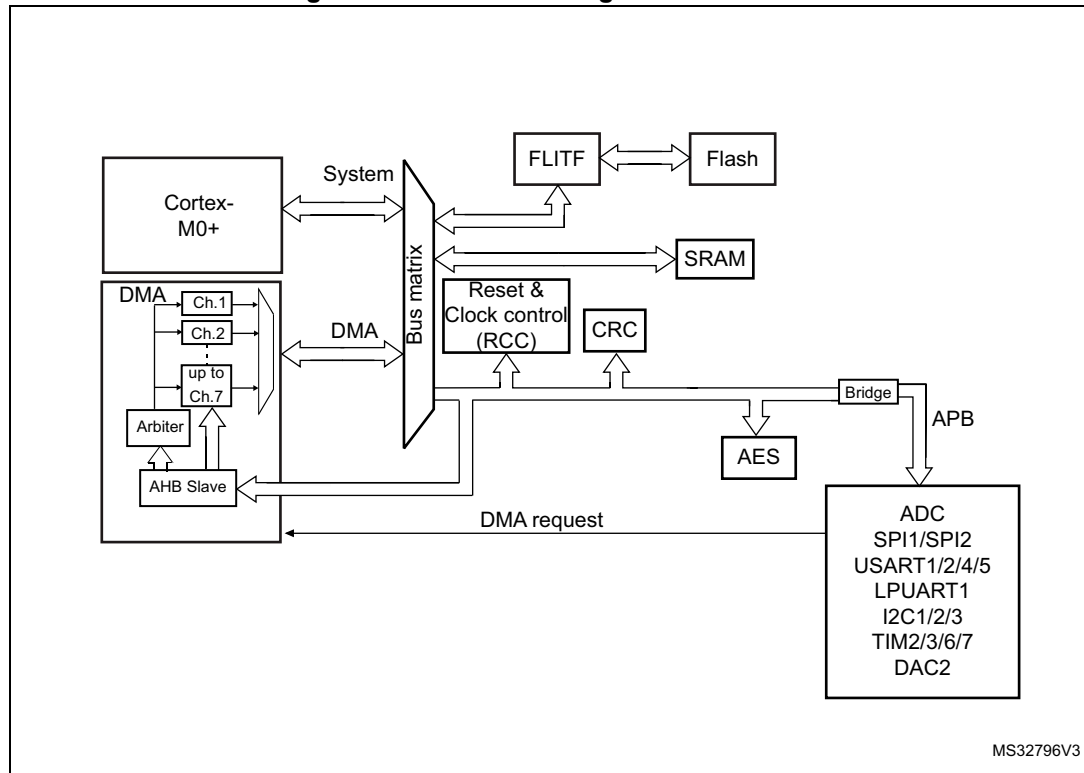 System
FLITF
Flash
Cortex-
M0+
Bus matrix
SRAM
DMA
Ch.1
Ch.2
up to
Ch.7
Arbiter
AHB Slave
DMA
Reset &
Clock control
(RCC)
CRC
Bridge
APB
AES
DMA request
ADC
SPI1/SPI2
USART1/2/4/5
LPUART1
I2C1/2/3
TIM2/3/6/7
DAC2
MS32796V3